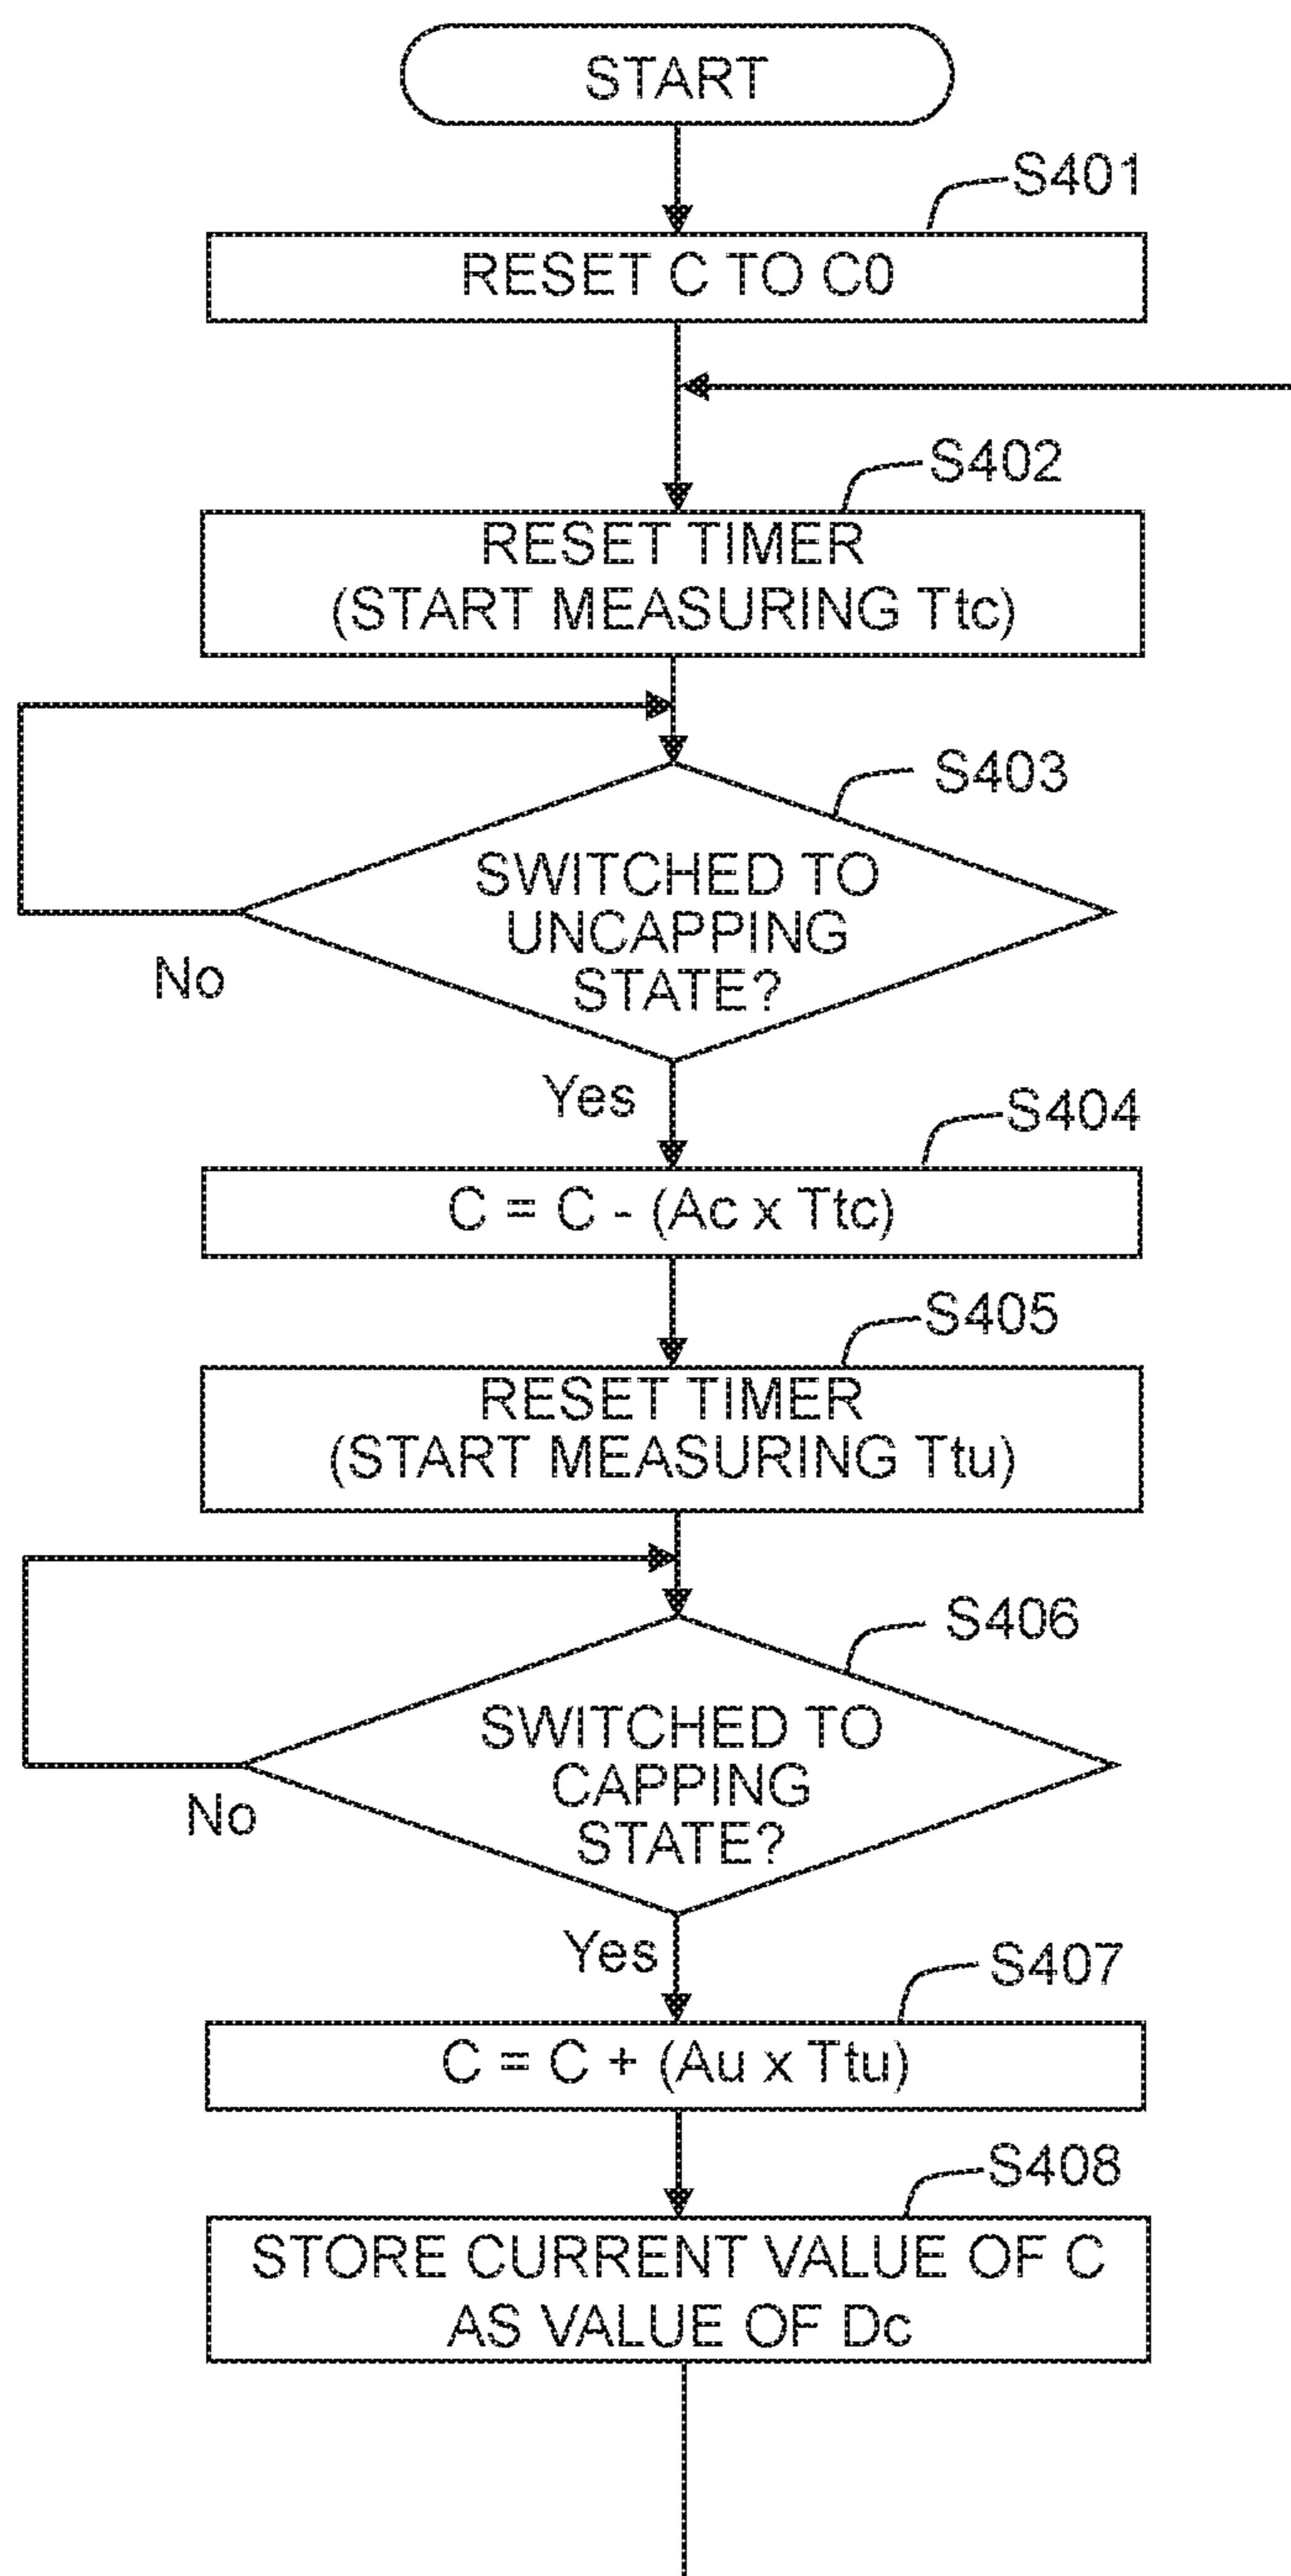 START
S401
RESET C TO C0
S402
RESET TIMER
(START MEASURING Ttc)
S403
SWITCHED TO
UNCAPPING
STATE?
No
Yes
S404
C = C - (Ac x Ttc)
S405
RESET TIMER
(START MEASURING Ttu)
S406
SWITCHED TO
CAPPING
STATE?
No
Yes
S407
C = C + (Au x Ttu)
S408
STORE CURRENT VALUE OF C
AS VALUE OF Dc